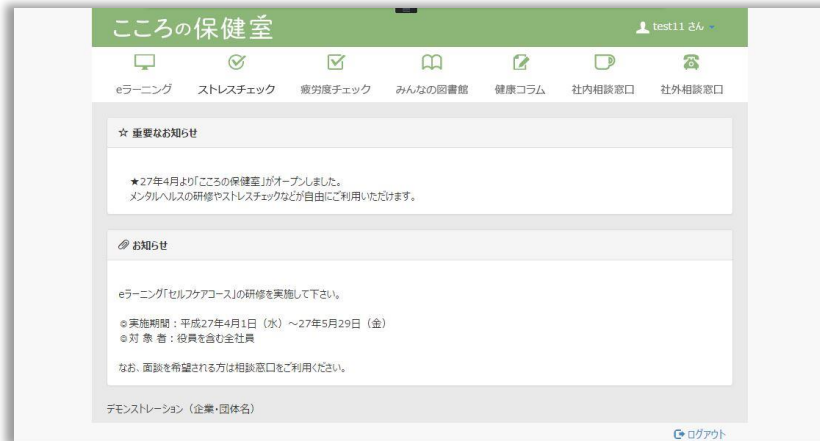 こころの保健室
test11 さん
eラーニング
ストレスチェック
疲労度チェック
みんなの図書館
健康コラム
社内相談窓口
社外相談窓口
☆ 重要なお知らせ
★27年4月より「こころの保健室」がオープンしました。
メンタルヘルスの研修やストレスチェックなどが自由にご利用いただけます。
お知らせ
eラーニング「セルフケアコース」の研修を実施して下さい。
◎実施期間：平成27年4月1日（水）～27年5月29日（金）
◎対 象 者：役員を含む全社員
なお、面談を希望される方は相談窓口をご利用ください。
デモンストレーション（企業・団体名）
ログアウト